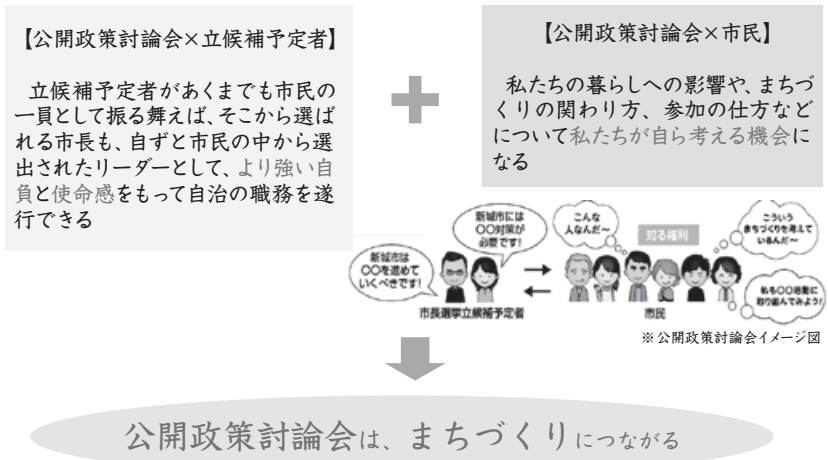 【公開政策討論会×立候補予定者】
立候補予定者があくまでも市民の
一員として振る舞えば、そこから選ば
れる市長も、自ずと市民の中から選
出されたリーダーとして、より強い自
負と使命感をもって自治の職務を遂
行できる
【公開政策討論会×市民】
私たちの暮らしへの影響や、まちづ
くりの関わり方、参加の仕方など
について私たちが自ら考える機会に
なる
新城市は
〇〇を進めて
いくべきです!
新城市には
〇〇対策が
必要です!
市長選挙立候補予定者
こんな
人なんだ~
知る権利
こういう
まちづくりを考えて
いるんだ~
私も〇〇活動に
取り組んでみよう!
市民
※公開政策討論会イメージ図
公開政策討論会は、まちづくりにつながる